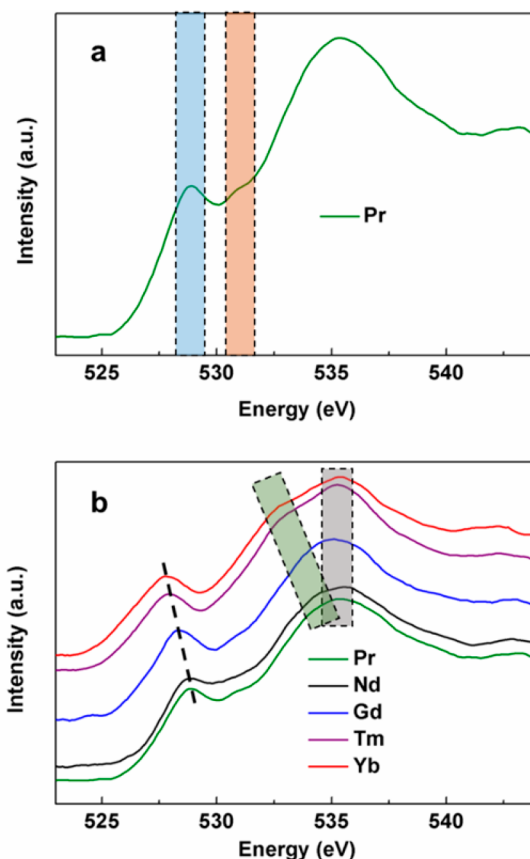 a
Intensity (a.u.)
Pr
525 530 535 540
Energy (eV)
b
Intensity (a.u.)
Pr
Nd
Gd
Tm
Yb
525 530 535 540
Energy (eV)